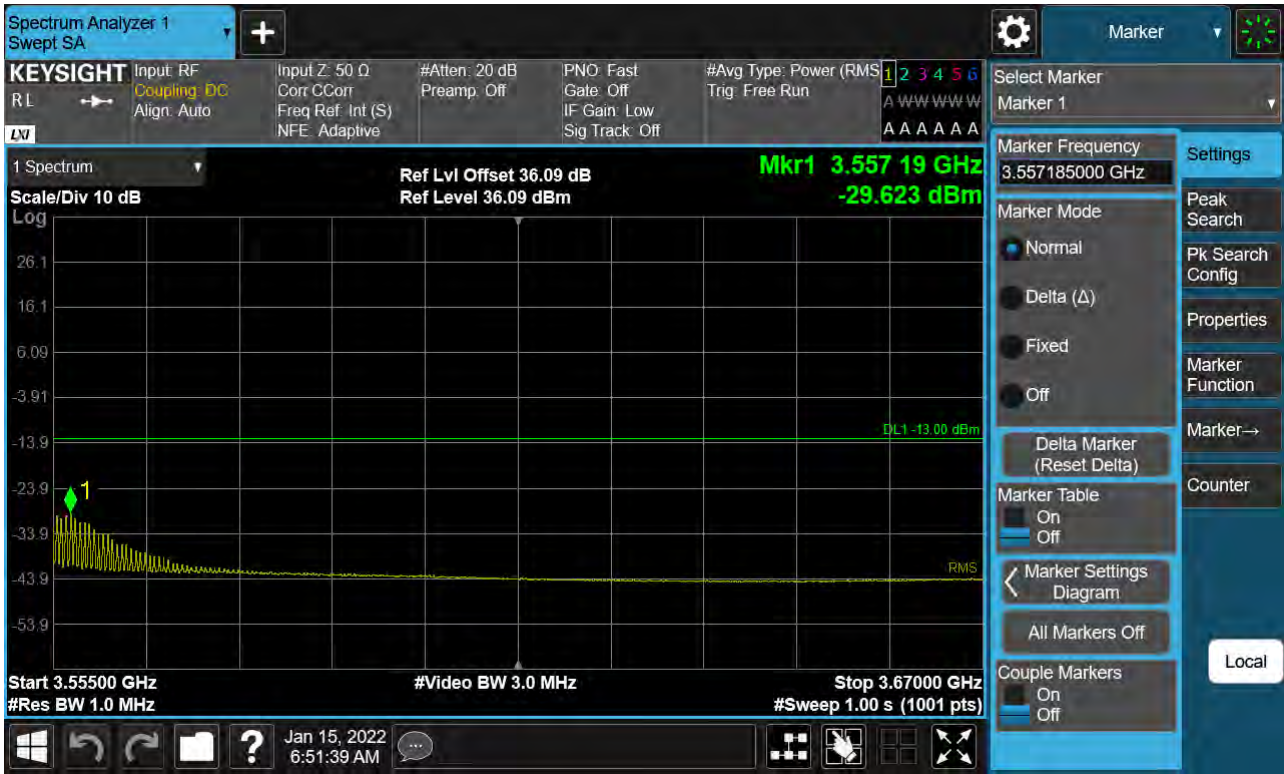 Spectrum Analyzer 1
Swept SA
+
Marker
KEYSIGHT
RL
LXI
Input: RF
Coupling: DC
Align: Auto
Input Z: 50 Ω
Corr CCorr
Freq Ref: Int (S)
NFE: Adaptive
#Atten: 20 dB
Preamp: Off
PNO: Fast
Gate: Off
IF Gain: Low
Sig Track: Off
#Avg Type: Power (RMS
Trig: Free Run
1 2 3 4 5 6
A W W W W W
A A A A A A
Select Marker
Marker 1
1 Spectrum
Scale/Div 10 dB
Log
Ref Lvl Offset 36.09 dB
Ref Level 36.09 dBm
Mkr1 3.557 19 GHz
-29.623 dBm
26.1
16.1
6.09
-3.91
-13.9
-23.9
-33.9
-43.9
-53.9
DL1 -13.00 dBm
1
RMS
Start 3.55500 GHz
#Res BW 1.0 MHz
#Video BW 3.0 MHz
Stop 3.67000 GHz
#Sweep 1.00 s (1001 pts)
Marker Frequency
3.557185000 GHz
Marker Mode
Normal
Delta (Δ)
Fixed
Off
Delta Marker
(Reset Delta)
Marker Table
On
Off
Marker Settings
Diagram
All Markers Off
Couple Markers
On
Off
Settings
Peak
Search
Pk Search
Config
Properties
Marker
Function
Marker→
Counter
Local
?
Jan 15, 2022
6:51:39 AM